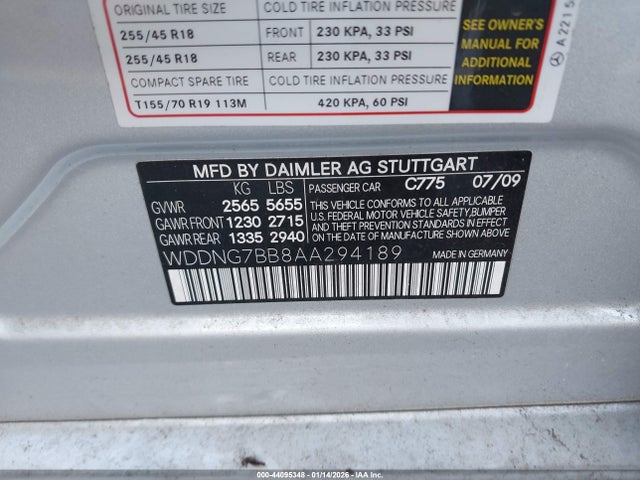 ORIGINAL TIRE SIZE COLD TIRE INFLATION PRESSURE
255/45 R18 FRONT 230 KPA, 33 PSI
255/45 R18 REAR 230 KPA, 33 PSI
COMPACT SPARE TIRE COLD TIRE INFLATION PRESSURE
T155/70 R19 113M 420 KPA, 60 PSI
SEE OWNER'S
MANUAL FOR
ADDITIONAL
INFORMATION
A 221 5
MFD BY DAIMLER AG STUTTGART
KG LBS
GVWR 2565 5655
GAWR FRONT 1230 2715
GAWR REAR 1335 2940
PASSENGER CAR C775 07/09
THIS VEHICLE CONFORMS TO ALL APPLICABLE
U.S. FEDERAL MOTOR VEHICLE SAFETY, BUMPER
AND THEFT PREVENTION STANDARDS IN EFFECT
ON THE DATE OF MANUFACTURE SHOWN ABOVE.
WDDNG7BB8AA294189
MADE IN GERMANY
000-44095348 - 01/14/2026 - IAAI.COM